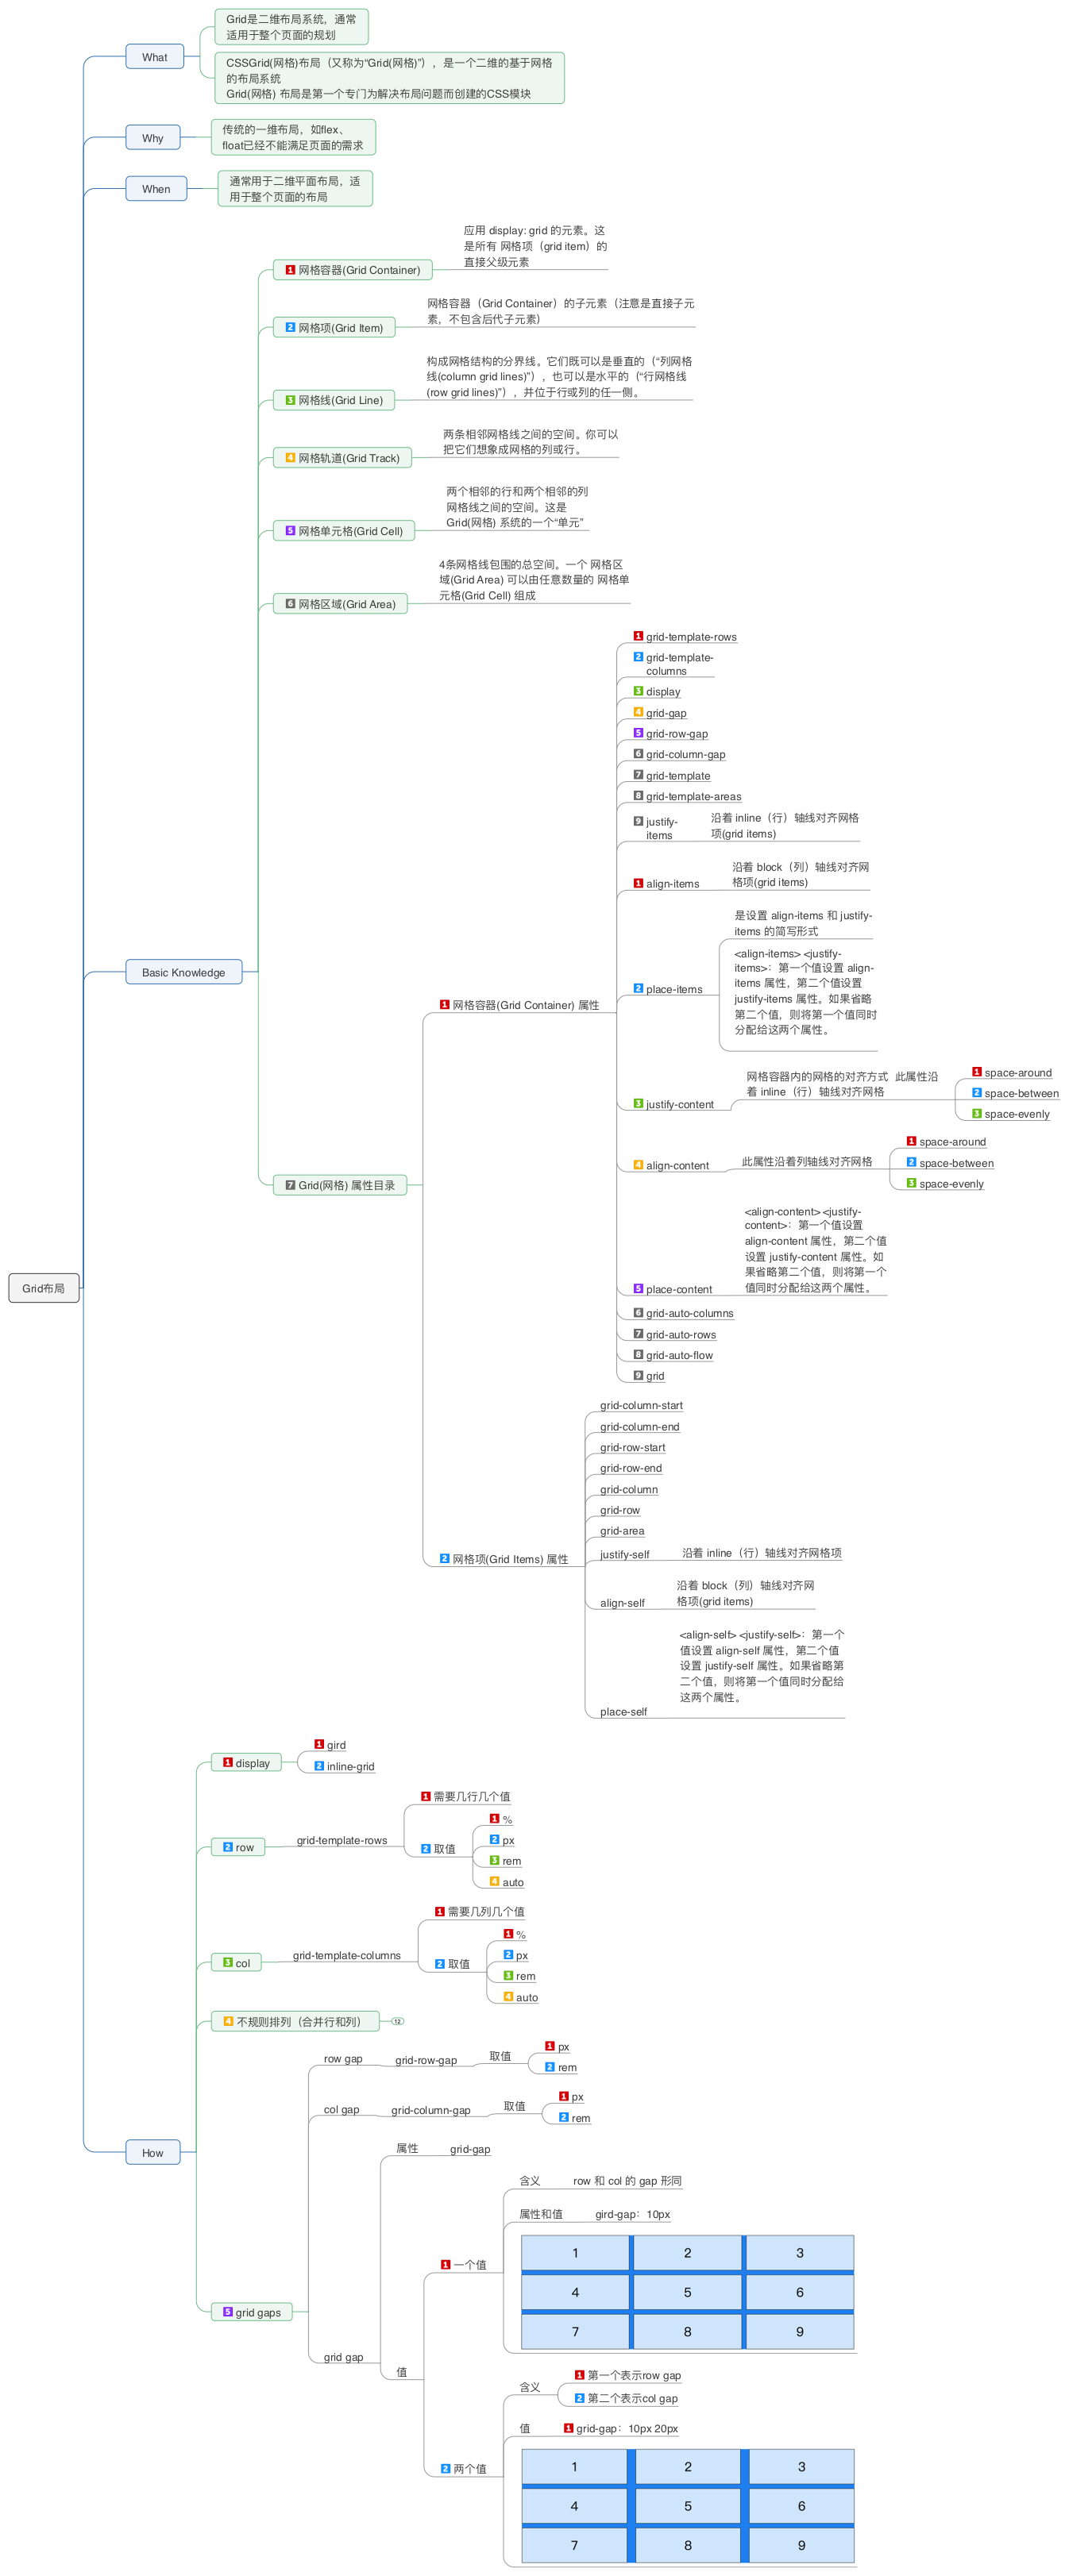 Grid布局
What
Grid是二维布局系统，通常
适用于整个页面的规划
CSSGrid(网格)布局（又称为“Grid(网格)”），是一个二维的基于网格
的布局系统
Grid(网格) 布局是第一个专门为解决布局问题而创建的CSS模块
Why
传统的一维布局，如flex、
float已经不能满足页面的需求
When
通常用于二维平面布局，适
用于整个页面的布局
Basic Knowledge
1 网格容器(Grid Container)
应用 display: grid 的元素。这
是所有 网格项（grid item）的
直接父级元素
2 网格项(Grid Item)
网格容器（Grid Container）的子元素（注意是直接子元
素，不包含后代子元素）
3 网格线(Grid Line)
构成网格结构的分界线。它们既可以是垂直的（“列网格
线(column grid lines)”），也可以是水平的（“行网格线
(row grid lines)”），并位于行或列的任一侧。
4 网格轨道(Grid Track)
两条相邻网格线之间的空间。你可以
把它们想象成网格的列或行。
5 网格单元格(Grid Cell)
两个相邻的行和两个相邻的列
网格线之间的空间。这是
Grid(网格) 系统的一个“单元”
6 网格区域(Grid Area)
4条网格线包围的总空间。一个 网格区
域(Grid Area) 可以由任意数量的 网格单
元格(Grid Cell) 组成
7 Grid(网格) 属性目录
1 网格容器(Grid Container) 属性
1 grid-template-rows
2 grid-template-
columns
3 display
4 grid-gap
5 grid-row-gap
6 grid-column-gap
7 grid-template
8 grid-template-areas
9 justify-
items
沿着 inline（行）轴线对齐网格
项(grid items)
1 align-items
沿着 block（列）轴线对齐网
格项(grid items)
2 place-items
是设置 align-items 和 justify-
items 的简写形式
<align-items> <justify-
items>：第一个值设置 align-
items 属性，第二个值设置
justify-items 属性。如果省略
第二个值，则将第一个值同时
分配给这两个属性。
3 justify-content
网格容器内的网格的对齐方式  此属性沿
着 inline（行）轴线对齐网格
1 space-around
2 space-between
3 space-evenly
4 align-content
此属性沿着列轴线对齐网格
1 space-around
2 space-between
3 space-evenly
5 place-content
<align-content> <justify-
content>：第一个值设置
align-content 属性，第二个值
设置 justify-content 属性。如
果省略第二个值，则将第一个
值同时分配给这两个属性。
6 grid-auto-columns
7 grid-auto-rows
8 grid-auto-flow
9 grid
2 网格项(Grid Items) 属性
grid-column-start
grid-column-end
grid-row-start
grid-row-end
grid-column
grid-row
grid-area
justify-self
沿着 inline（行）轴线对齐网格项
align-self
沿着 block（列）轴线对齐网
格项(grid items)
place-self
<align-self> <justify-self>：第一个
值设置 align-self 属性，第二个值
设置 justify-self 属性。如果省略第
二个值，则将第一个值同时分配给
这两个属性。
How
1 display
1 gird
2 inline-grid
2 row
grid-template-rows
1 需要几行几个值
2 取值
1 %
2 px
3 rem
4 auto
3 col
grid-template-columns
1 需要几列几个值
2 取值
1 %
2 px
3 rem
4 auto
4 不规则排列（合并行和列）
12
5 grid gaps
row gap
grid-row-gap
取值
1 px
2 rem
col gap
grid-column-gap
取值
1 px
2 rem
grid gap
属性
grid-gap
值
1 一个值
含义
row 和 col 的 gap 形同
属性和值
gird-gap：10px
1 2 3
4 5 6
7 8 9
2 两个值
含义
1 第一个表示row gap
2 第二个表示col gap
值
1 grid-gap：10px 20px
1 2 3
4 5 6
7 8 9